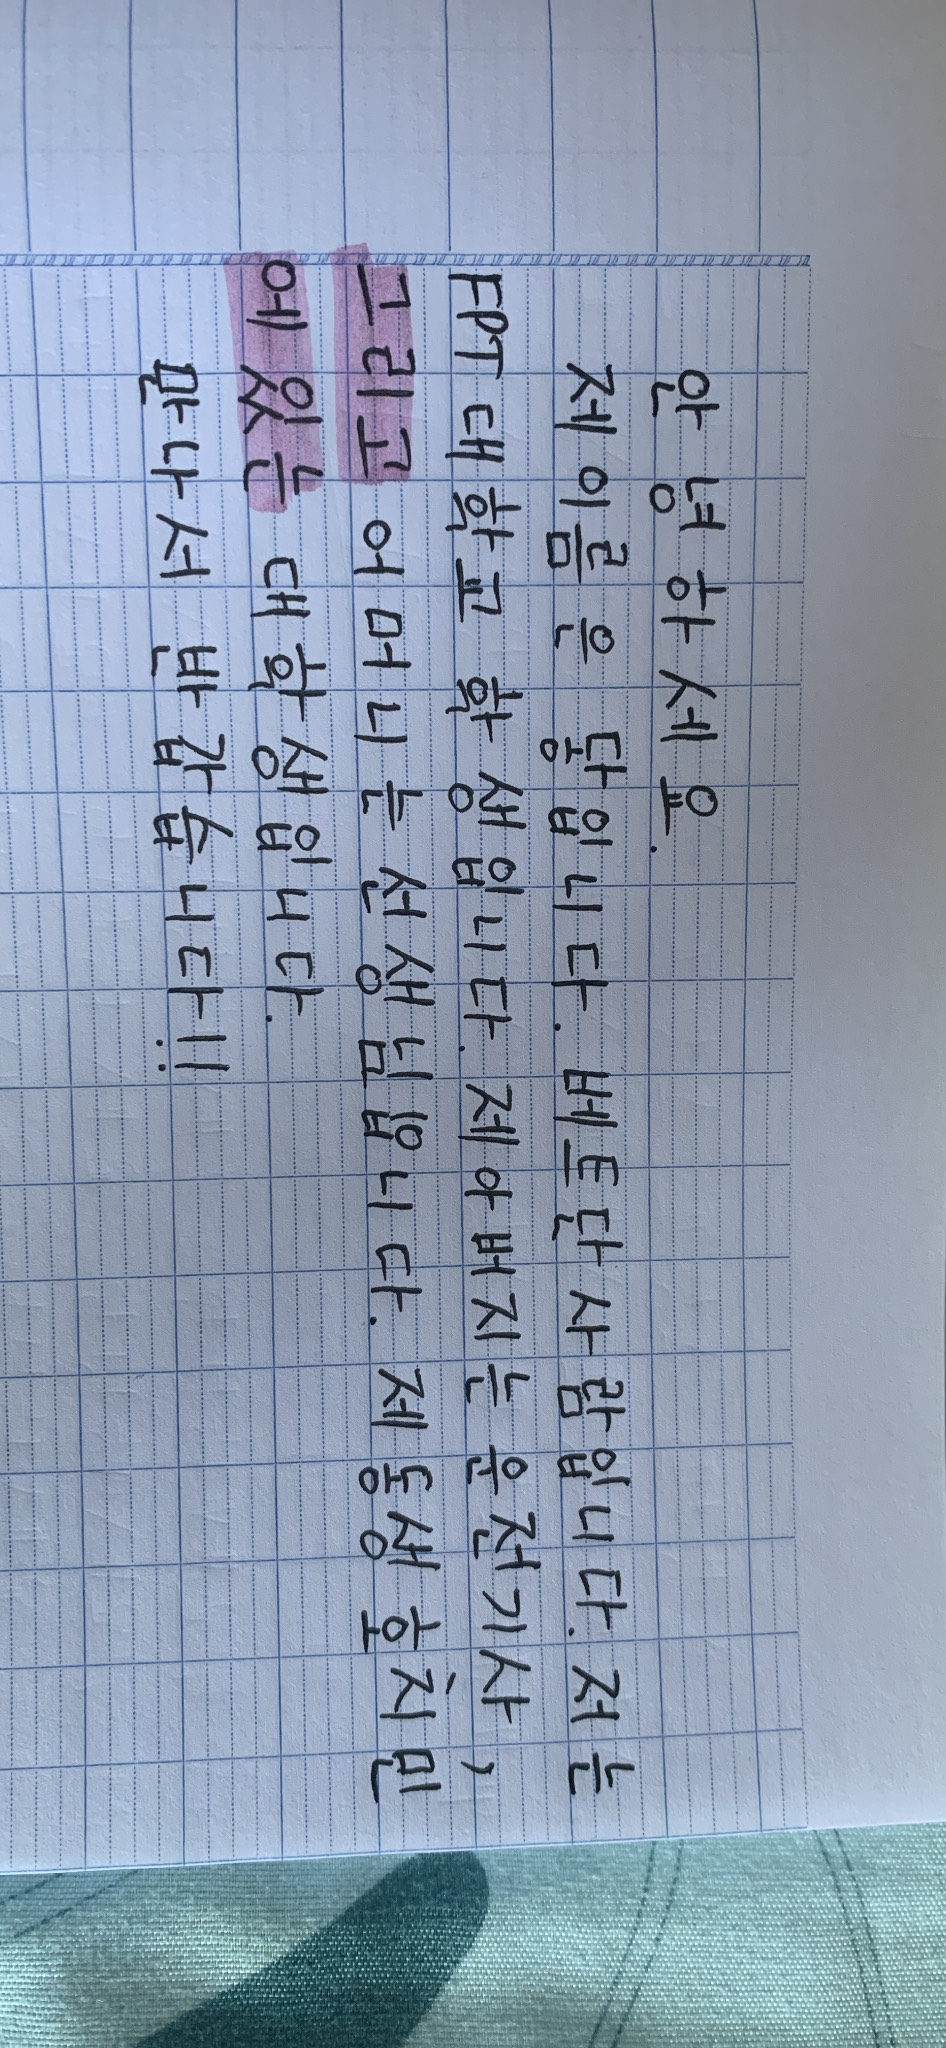 안녕하세요.
제 이름은 닿입니다. 베트단 사람입니다. 저는
FPT 대학교 학생입니다. 제 아버지는 운전기사,
그리고 어머니는 선생님입니다. 제 동생 호치민
에 있는 대학생입니다.
만나서 반갑습니다!!